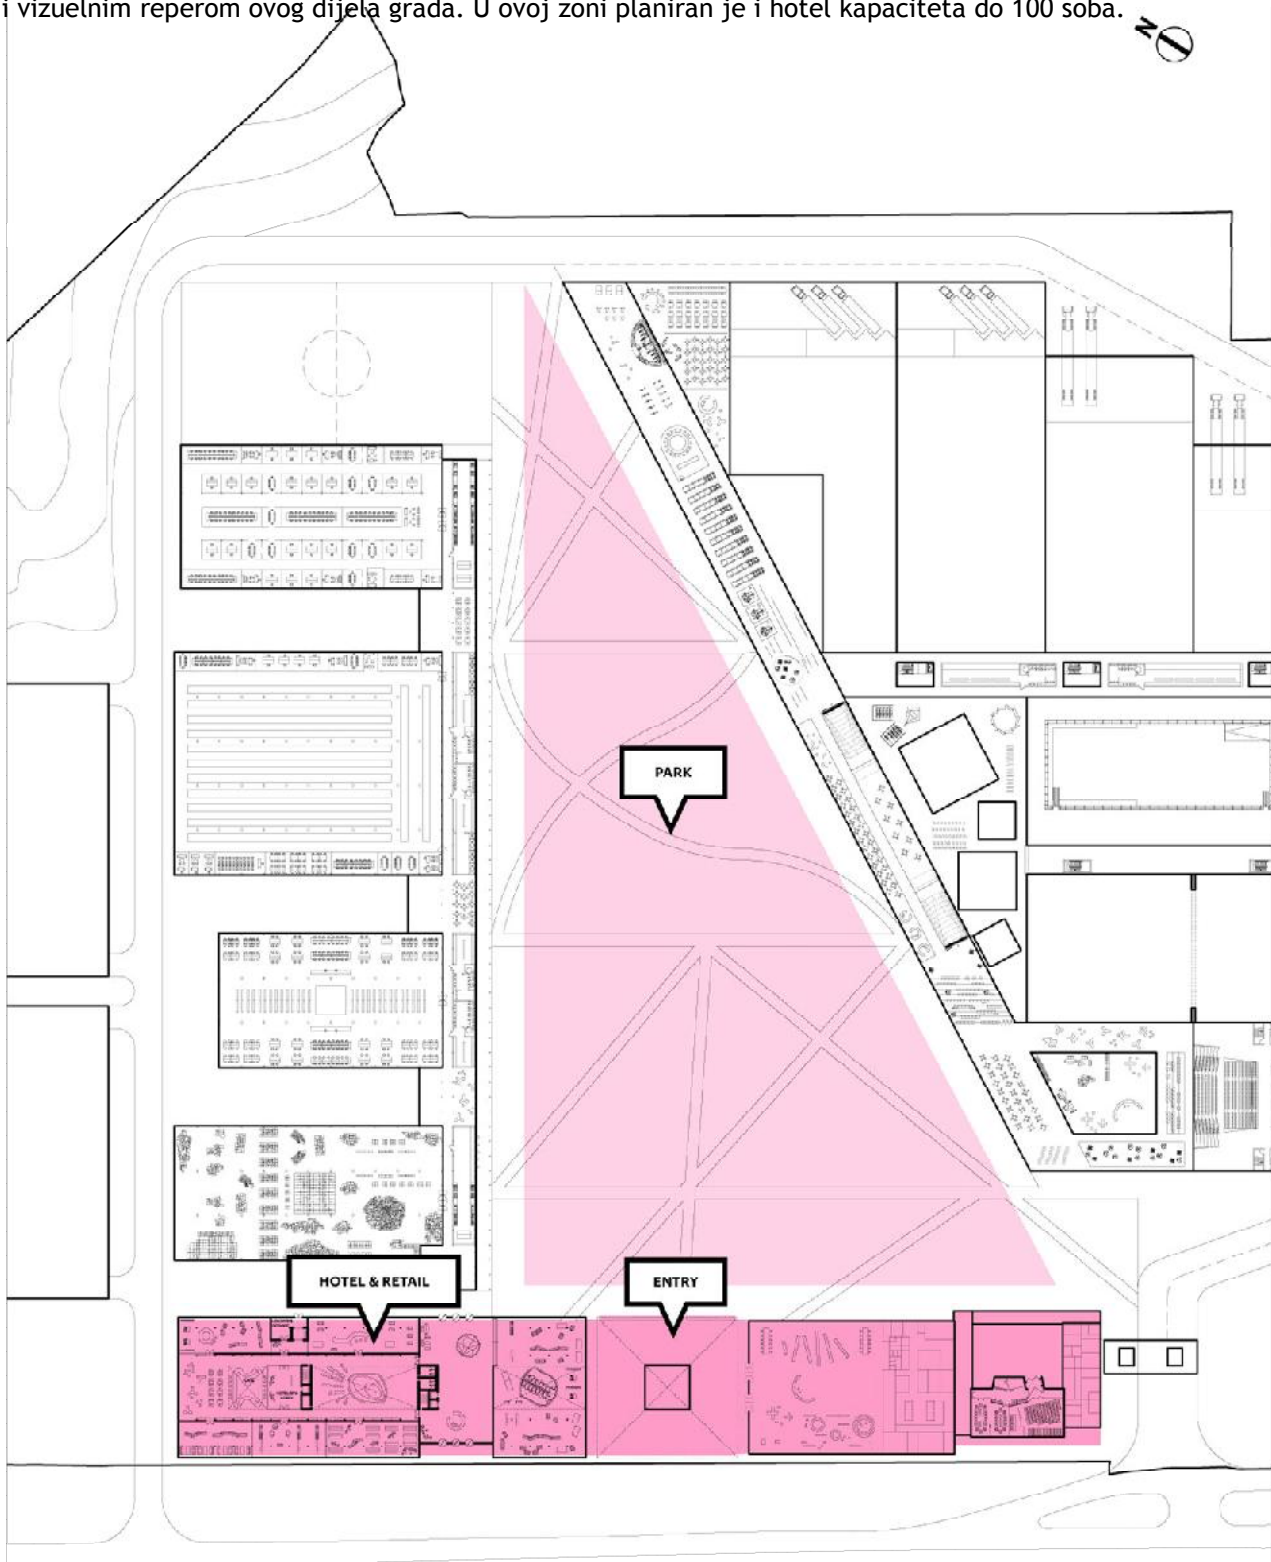 i vizuelnim reperom ovog dijela grada. U ovoj zoni planiran je i hotel kapaciteta do 100 soba.
N
PARK
HOTEL & RETAIL
ENTRY